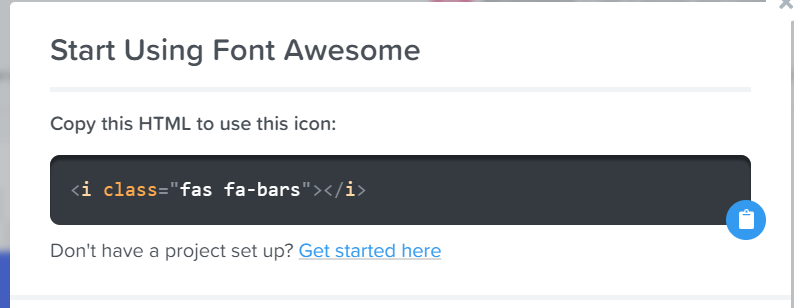 Start Using Font Awesome
Copy this HTML to use this icon:
<i class="fas fa-bars"></i>
Don't have a project set up? Get started here